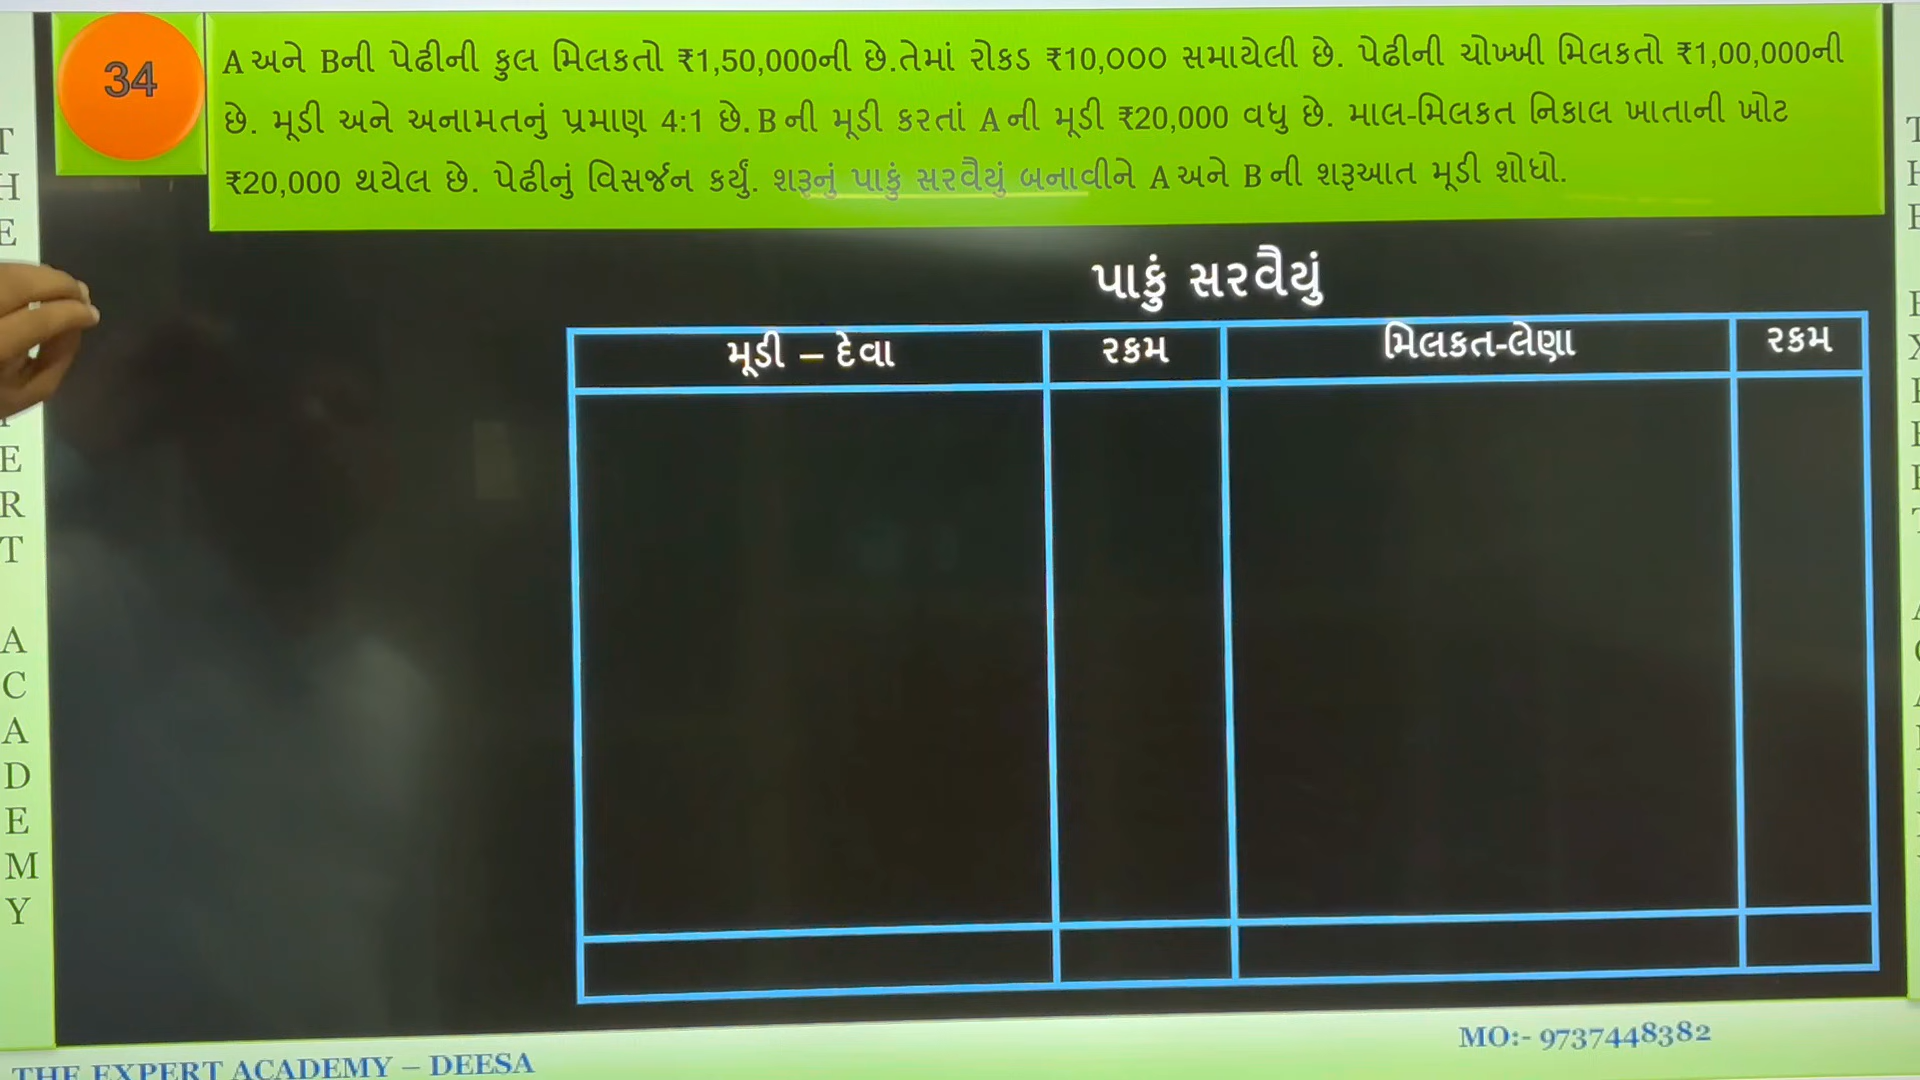 34
A અને Bની પેઢીની કુલ મિલકતો ₹1,50,000ની છે.તેમાં રોકડ ₹10,000 સમાયેલી છે. પેઢીની ચોખ્ખી મિલકતો ₹1,00,000ની
છે. મૂડી અને અનામતનું પ્રમાણ 4:1 છે. B ની મૂડી કરતાં A ની મૂડી ₹20,000 વધુ છે. માલ-મિલકત નિકાલ ખાતાની ખોટ
₹20,000 થયેલ છે. પેઢીનું વિસર્જન કર્યું. શરૂનું પાકું સરવૈયું બનાવીને A અને B ની શરૂઆત મૂડી શોધો.
પાકું સરવૈયું
મૂડી – દેવા રકમ મિલકત-લેણા રકમ
ACADEMY
THE EXPERT ACADEMY – DEESA
MO:- 9737448382